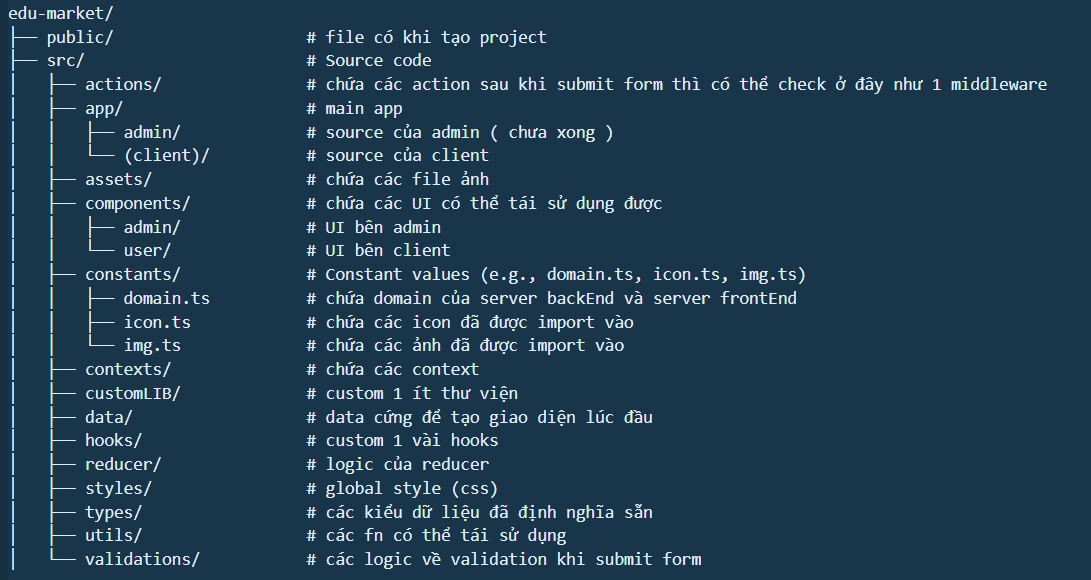 edu-market/
├── public/                    # file có khi tạo project
├── src/                       # Source code
│   ├── actions/               # chứa các action sau khi submit form thì có thể check ở đây như 1 middleware
│   ├── app/                   # main app
│   │   ├── admin/             # source của admin ( chưa xong )
│   │   └── (client)/          # source của client
│   ├── assets/                # chứa các file ảnh
│   ├── components/            # chứa các UI có thể tái sử dụng được
│   │   ├── admin/             # UI bên admin
│   │   └── user/              # UI bên client
│   ├── constants/             # Constant values (e.g., domain.ts, icon.ts, img.ts)
│   │   ├── domain.ts          # chứa domain của server backEnd và server frontEnd
│   │   ├── icon.ts            # chứa các icon đã được import vào
│   │   └── img.ts             # chứa các ảnh đã được import vào
│   ├── contexts/              # chứa các context
│   ├── customLIB/             # custom 1 ít thư viện
│   ├── data/                  # data cứng để tạo giao diện lúc đầu
│   ├── hooks/                 # custom 1 vài hooks
│   ├── reducer/               # logic của reducer
│   ├── styles/                # global style (css)
│   ├── types/                 # các kiểu dữ liệu đã định nghĩa sẵn
│   ├── utils/                 # các fn có thể tái sử dụng
│   └── validations/           # các logic về validation khi submit form